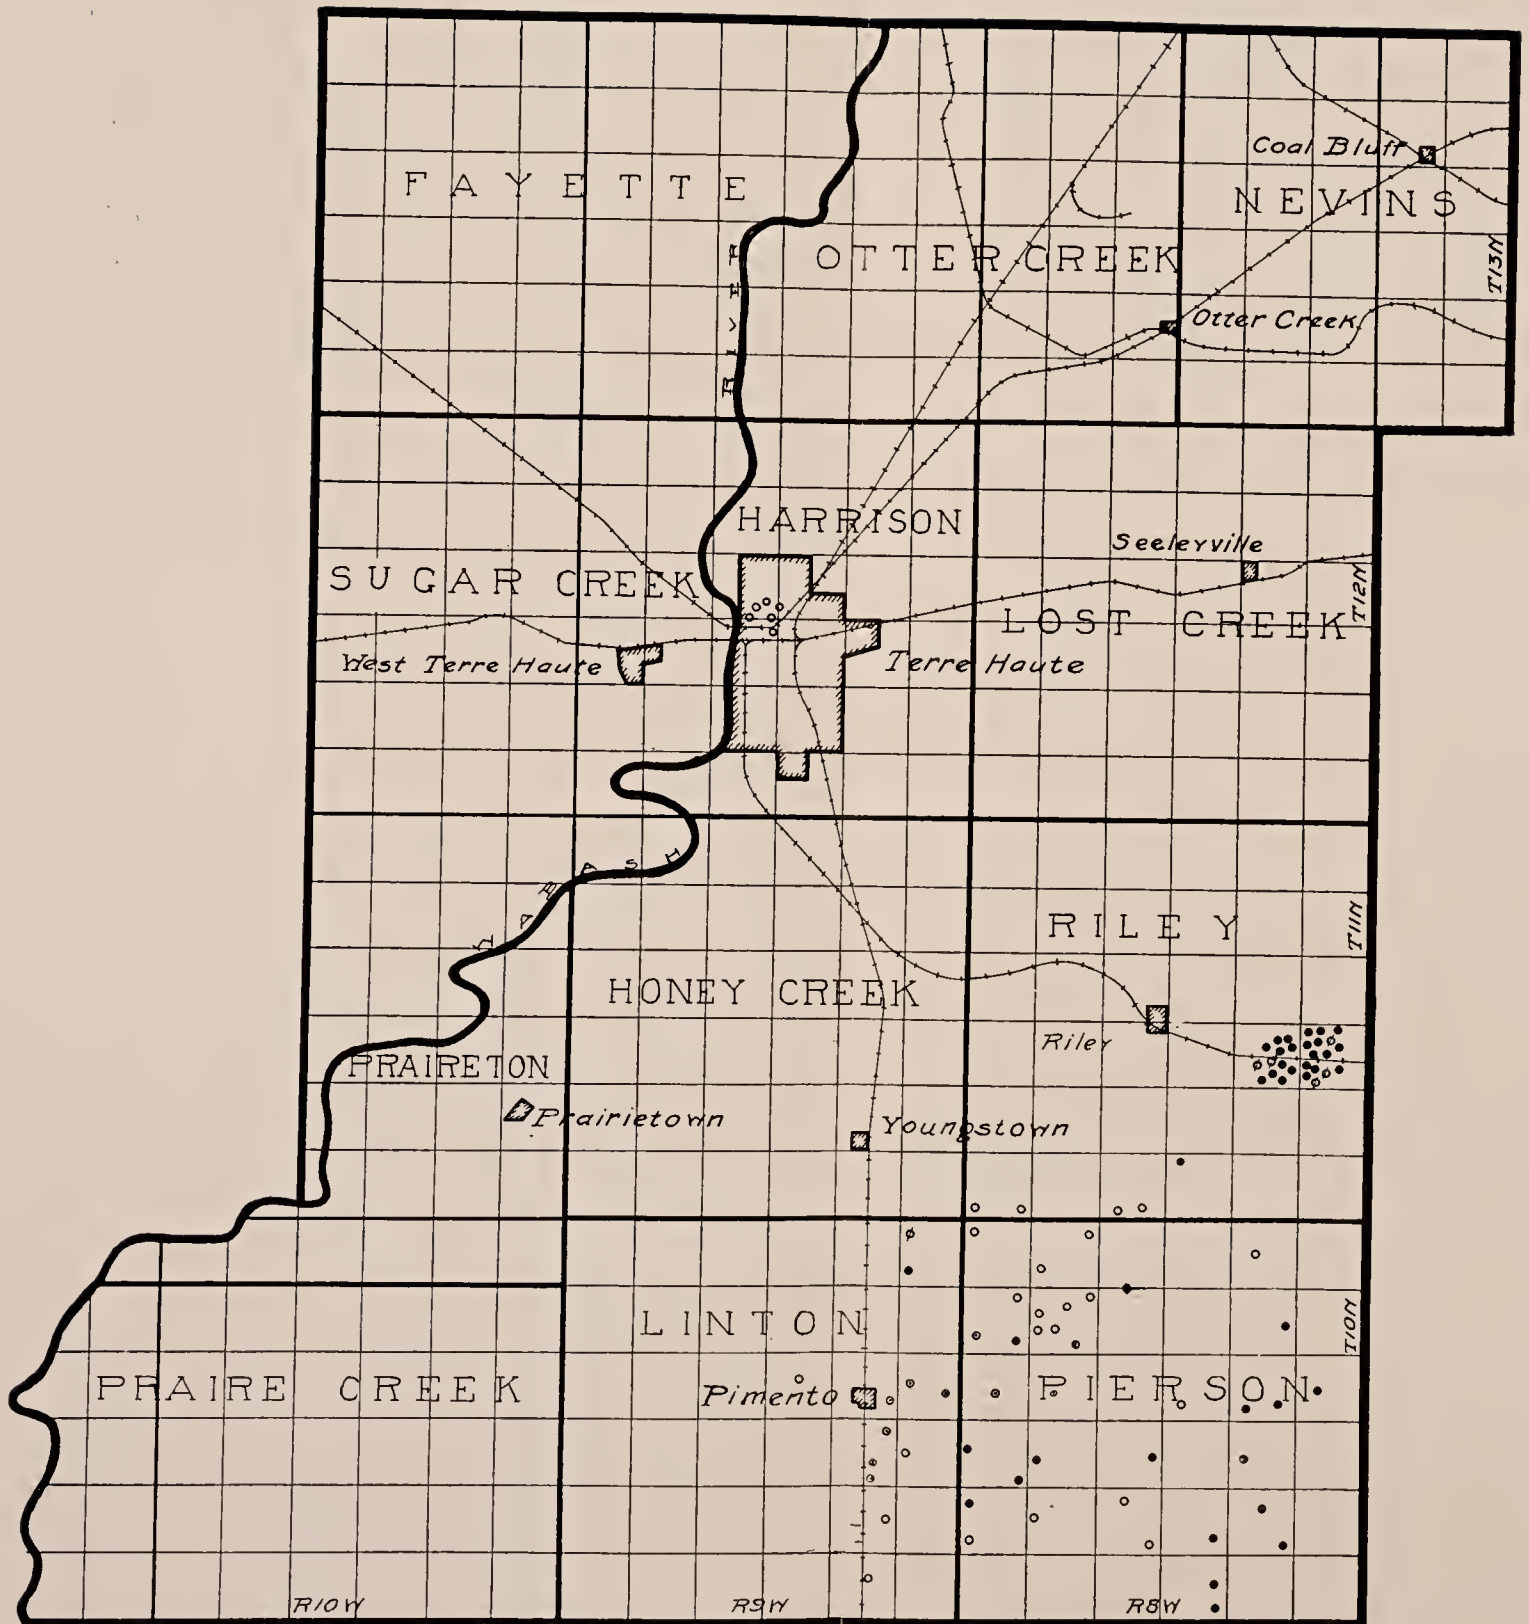 Coal Bluff
FAYETTE
NEVINS
OTTER CREEK
T13N
RIVER
Otter Creek
HARRISON
Seeleyville
SUGAR CREEK
T12N
LOST CREEK
West Terre Haute
Terre Haute
WABASH
T11N
RILEY
HONEY CREEK
Riley
PRAIRETON
Prairietown
Youngstown
LINTON
T10N
PRAIRE CREEK
Pimento
PIERSON
R10W
R9W
R8W